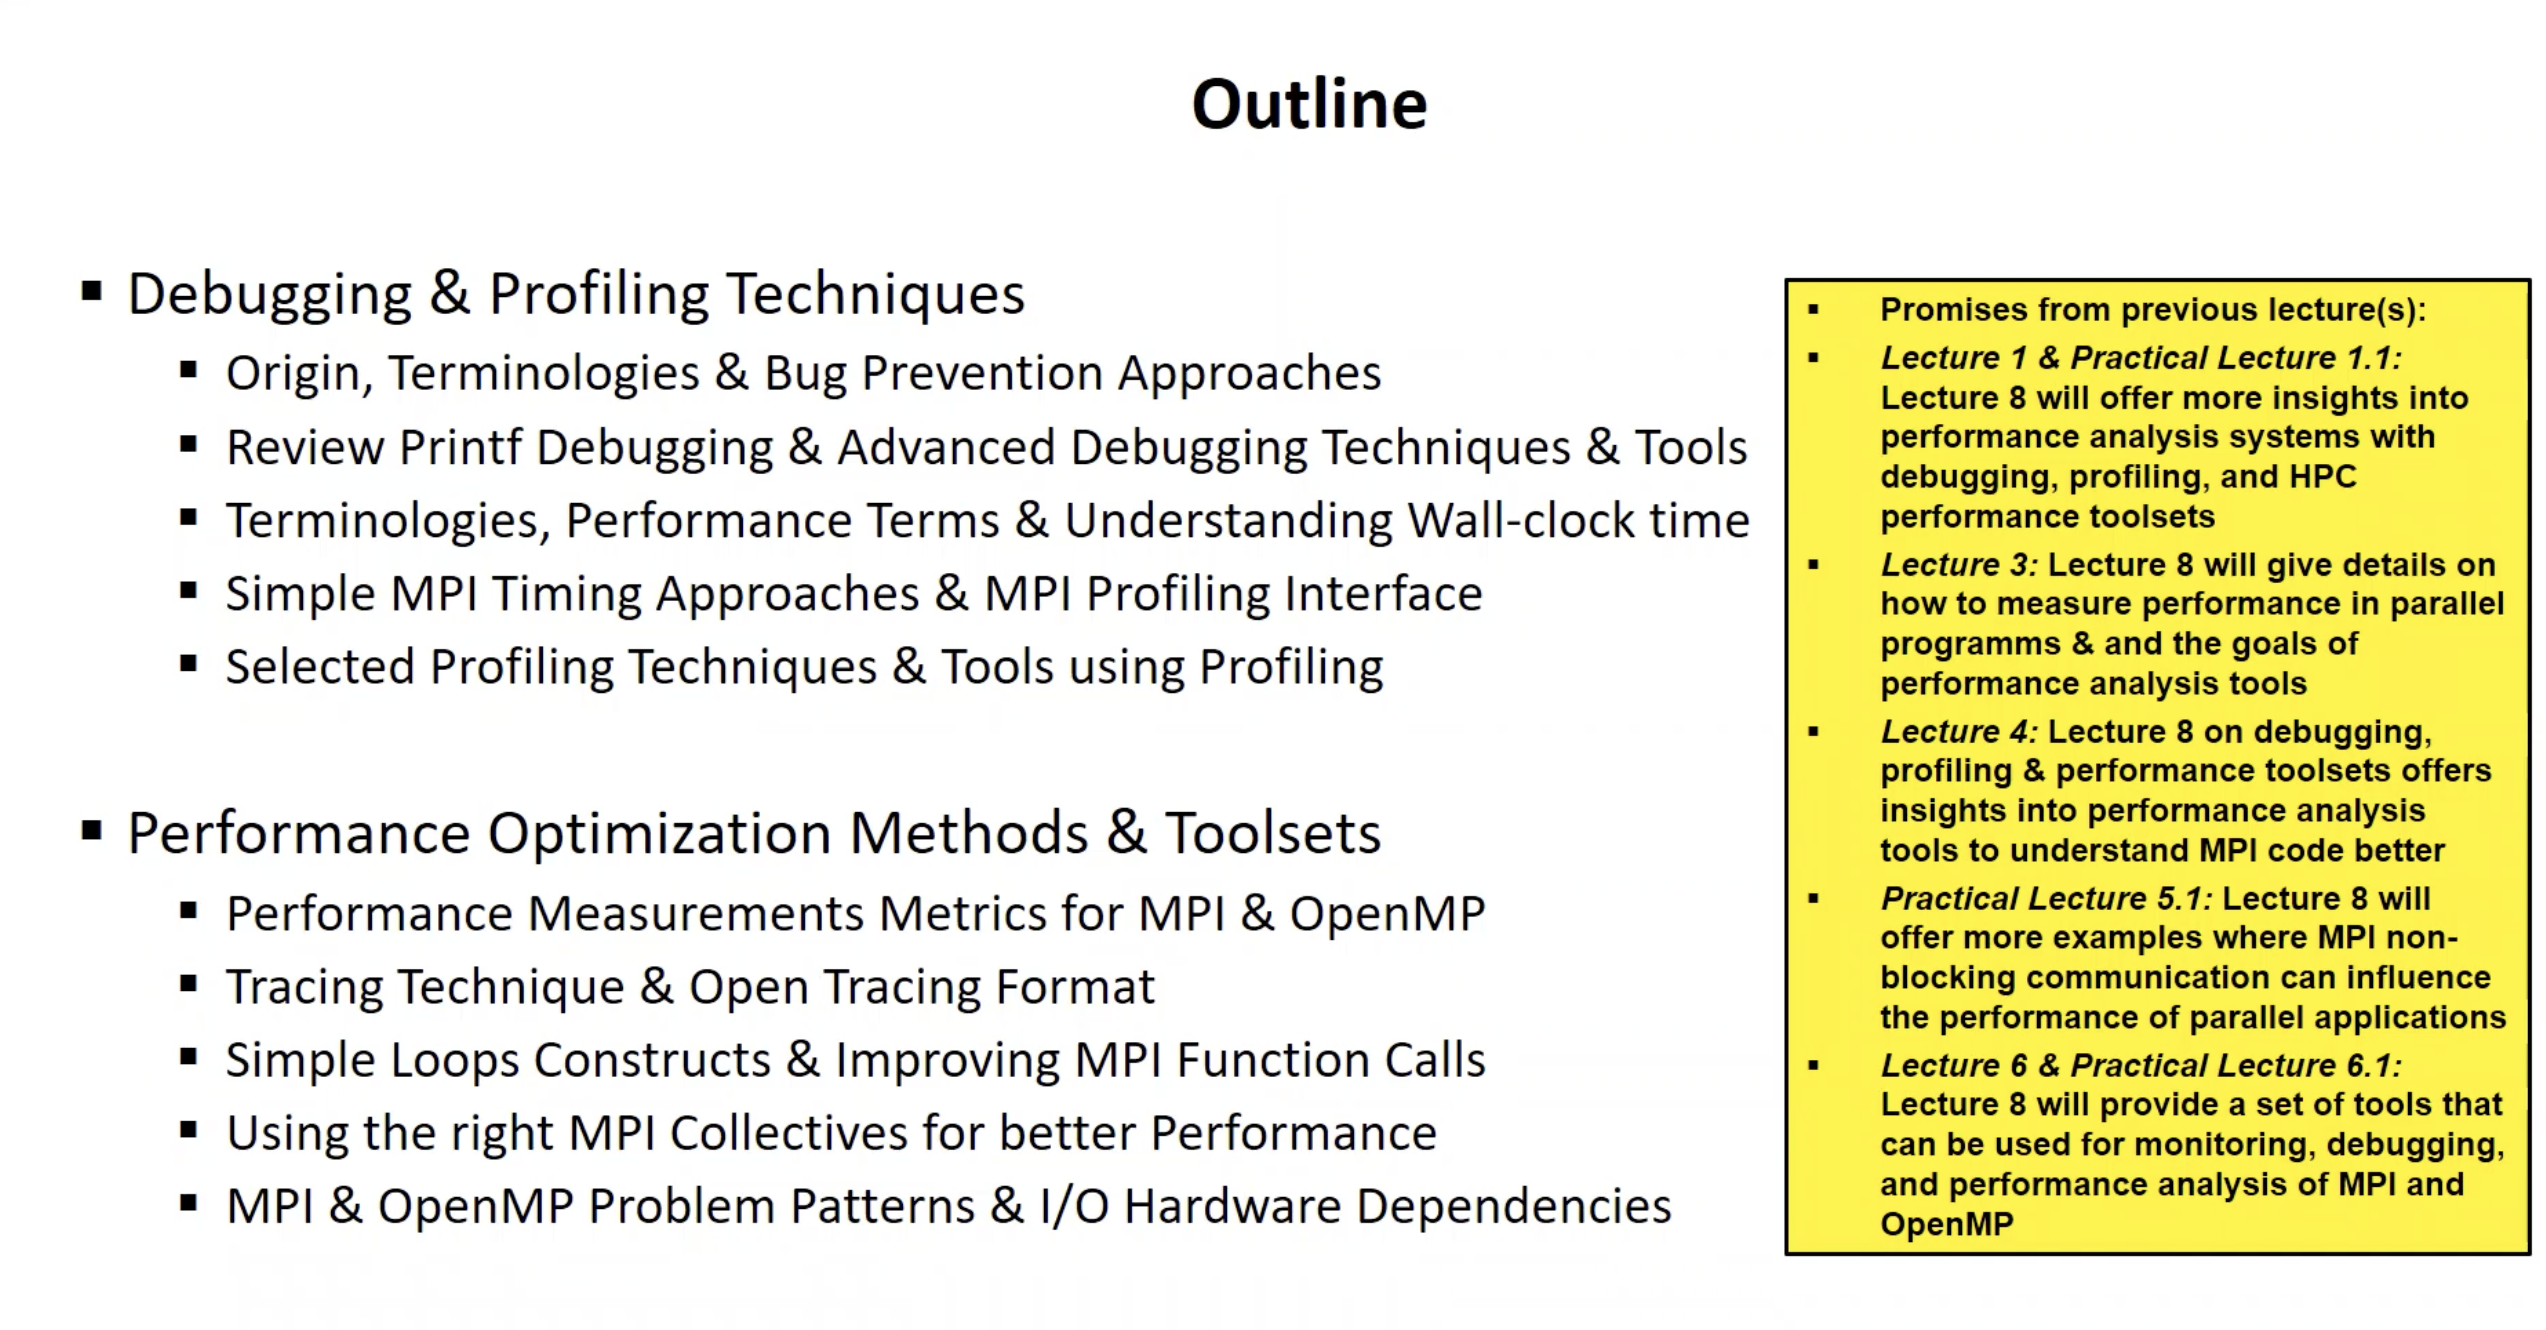 Outline
▪ Debugging & Profiling Techniques
▪ Origin, Terminologies & Bug Prevention Approaches
▪ Review Printf Debugging & Advanced Debugging Techniques & Tools
▪ Terminologies, Performance Terms & Understanding Wall-clock time
▪ Simple MPI Timing Approaches & MPI Profiling Interface
▪ Selected Profiling Techniques & Tools using Profiling
▪ Performance Optimization Methods & Toolsets
▪ Performance Measurements Metrics for MPI & OpenMP
▪ Tracing Technique & Open Tracing Format
▪ Simple Loops Constructs & Improving MPI Function Calls
▪ Using the right MPI Collectives for better Performance
▪ MPI & OpenMP Problem Patterns & I/O Hardware Dependencies
▪ Promises from previous lecture(s):
▪ Lecture 1 & Practical Lecture 1.1:
Lecture 8 will offer more insights into
performance analysis systems with
debugging, profiling, and HPC
performance toolsets
▪ Lecture 3: Lecture 8 will give details on
how to measure performance in parallel
programms & and the goals of
performance analysis tools
▪ Lecture 4: Lecture 8 on debugging,
profiling & performance toolsets offers
insights into performance analysis
tools to understand MPI code better
▪ Practical Lecture 5.1: Lecture 8 will
offer more examples where MPI non-
blocking communication can influence
the performance of parallel applications
▪ Lecture 6 & Practical Lecture 6.1:
Lecture 8 will provide a set of tools that
can be used for monitoring, debugging,
and performance analysis of MPI and
OpenMP